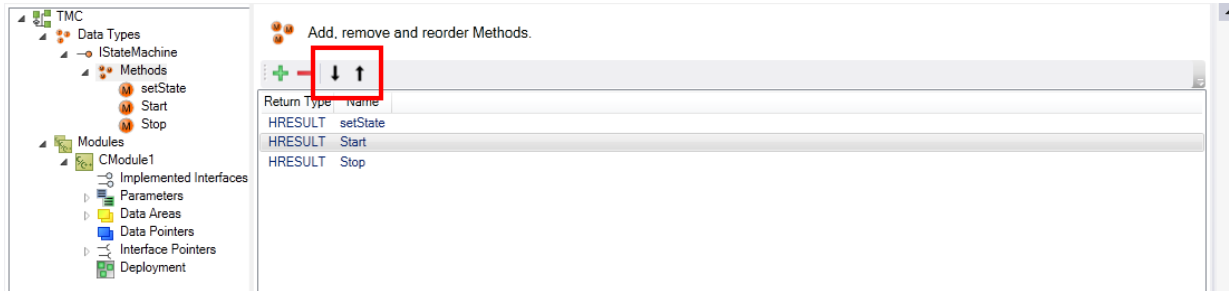 TMC
Data Types
IStateMachine
Methods
setState
Start
Stop
Modules
CModule1
Implemented Interfaces
Parameters
Data Areas
Data Pointers
Interface Pointers
Deployment
Add, remove and reorder Methods.
Return Type Name
HRESULT setState
HRESULT Start
HRESULT Stop